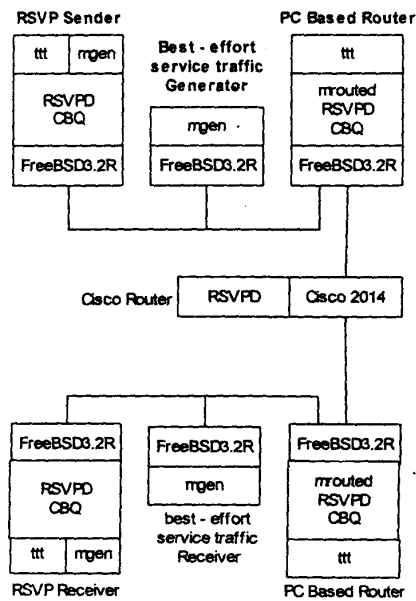 RSVP Sender
ttt
mgen
RSVPD
CBQ
FreeBSD3.2R
Best - effort
service traffic
Generator
mgen
FreeBSD3.2R
PC Based Router
ttt
mrouted
RSVPD
CBQ
FreeBSD3.2R
Cisco Router
RSVPD
Cisco 2014
FreeBSD3.2R
RSVPD
CBQ
ttt
mgen
RSVP Receiver
FreeBSD3.2R
mgen
best - effort
service traffic
Receiver
FreeBSD3.2R
mrouted
RSVPD
CBQ
ttt
PC Based Router